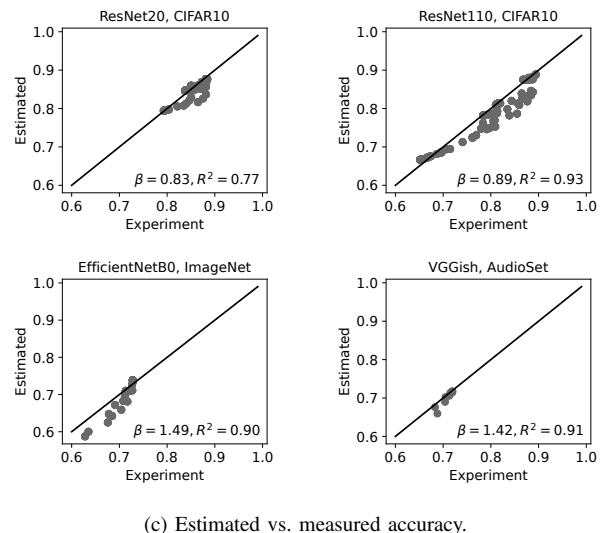 ResNet20, CIFAR10
1.0
0.9
0.8
0.7
0.6
Estimated
β = 0.83, R² = 0.77
0.6 0.7 0.8 0.9 1.0
Experiment
ResNet110, CIFAR10
1.0
0.9
0.8
0.7
0.6
Estimated
β = 0.89, R² = 0.93
0.6 0.7 0.8 0.9 1.0
Experiment
EfficientNetB0, ImageNet
1.0
0.9
0.8
0.7
0.6
Estimated
β = 1.49, R² = 0.90
0.6 0.7 0.8 0.9 1.0
Experiment
VGGish, AudioSet
1.0
0.9
0.8
0.7
0.6
Estimated
β = 1.42, R² = 0.91
0.6 0.7 0.8 0.9 1.0
Experiment
(c) Estimated vs. measured accuracy.